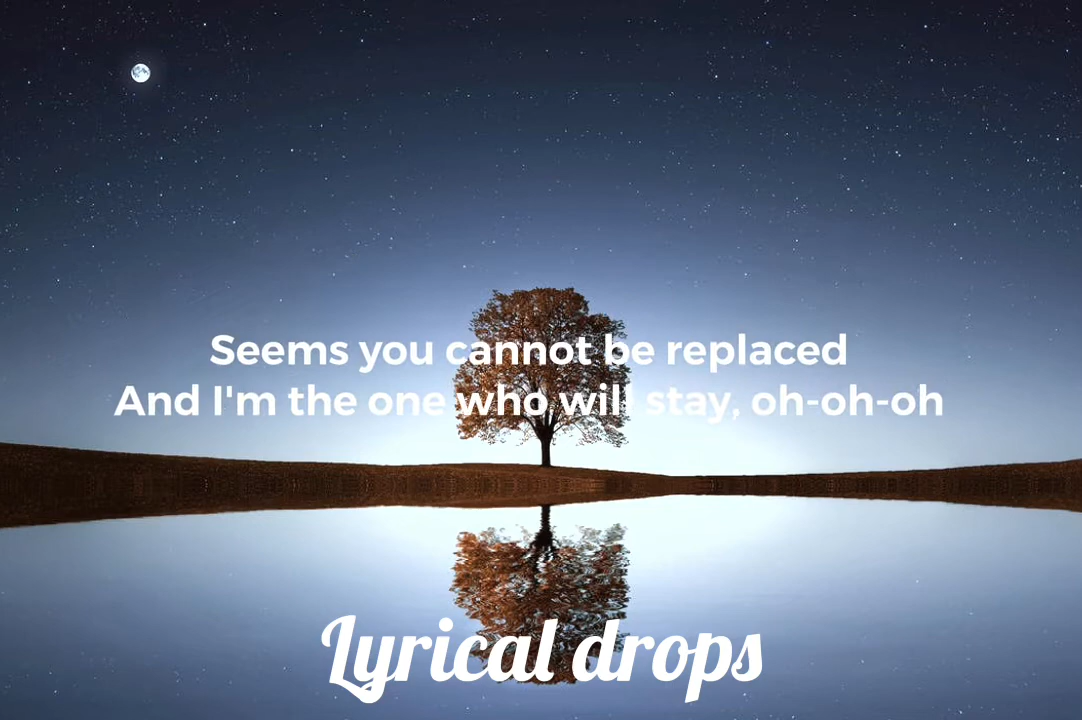 Seems you cannot be replaced
And I'm the one who will stay, oh-oh-oh
Lyrical drops